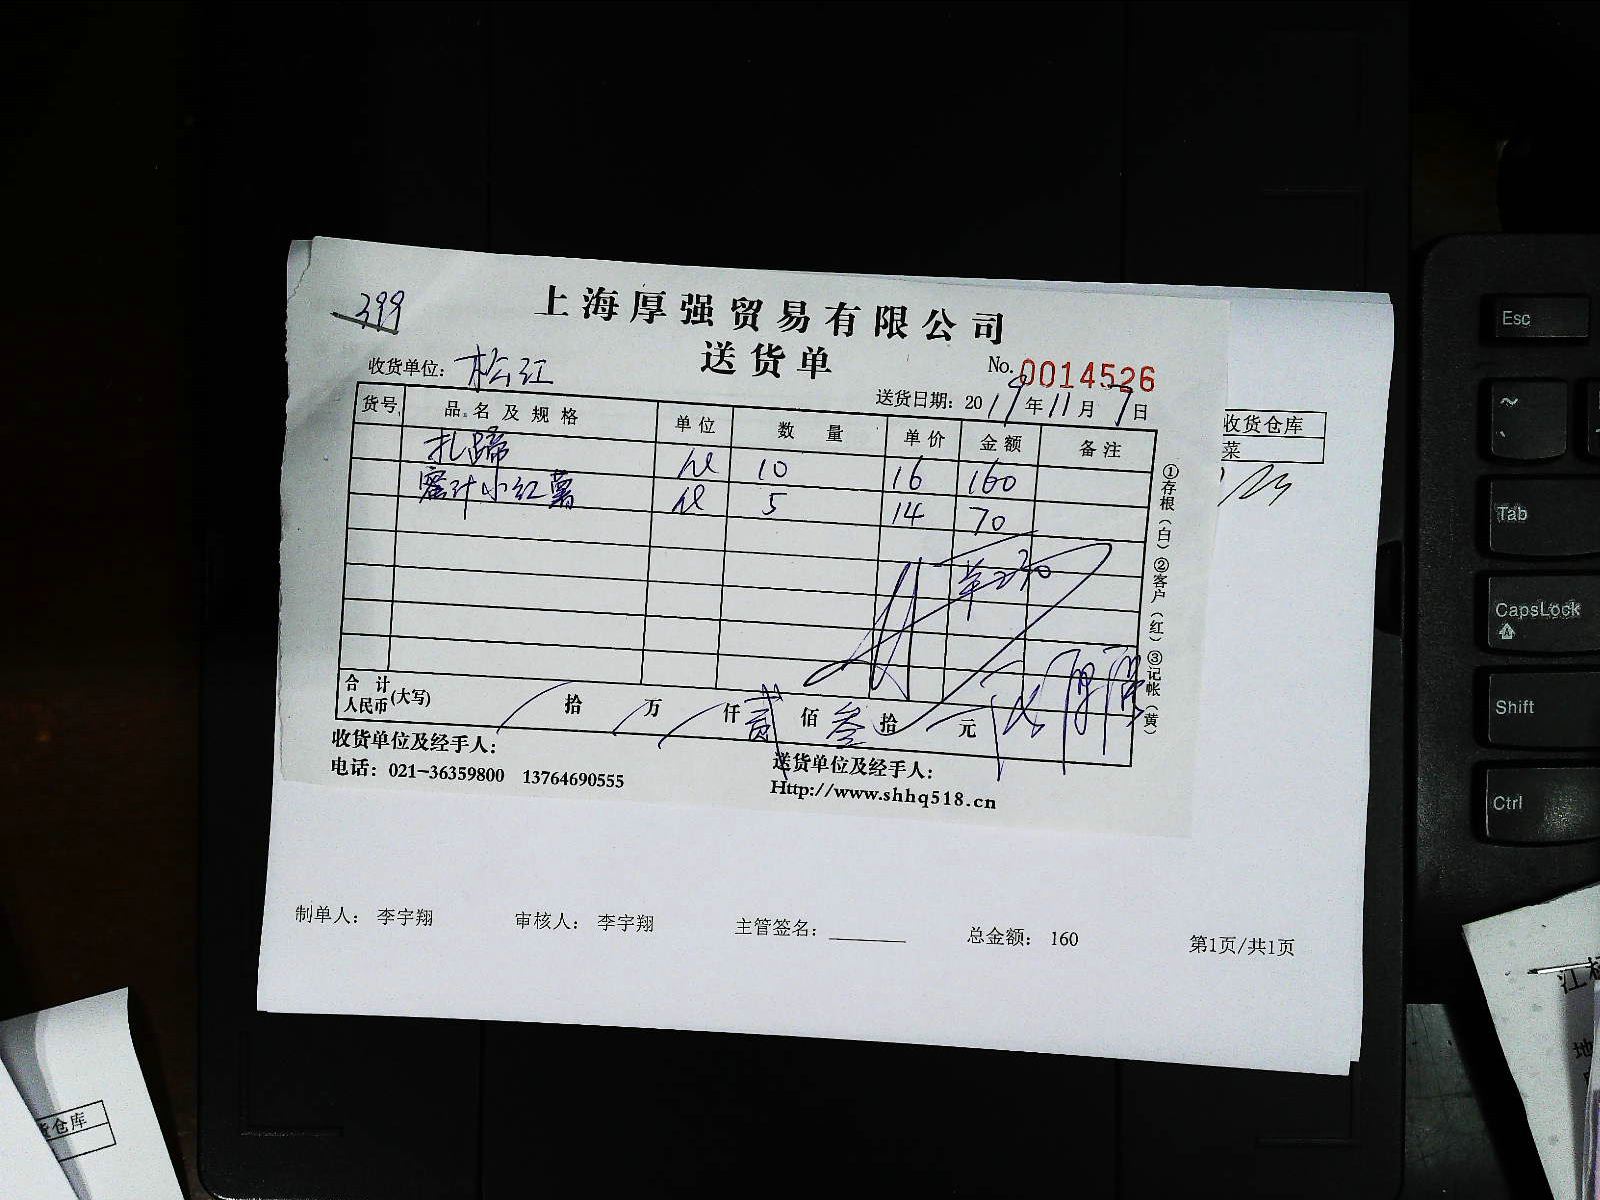 399
上海厚强贸易有限公司
送货单
收货单位: 松江
No. 0014526
送货日期: 2019年11月7日
货号 品名及规格 单位 数量 单价 金额 备注
扎蹄 10 16 160
蜜汁小红薯 5 14 70
230
合计人民币(大写) 拾 万 仟 贰 佰 叁 拾 元
①存根(白)②客户(红)③记帐(黄)
收货单位及经手人:
送货单位及经手人:
电话: 021-36359800 13764690555
Http://www.shhq518.cn
收货仓库
菜
制单人: 李宇翔 审核人: 李宇翔 主管签名: 总金额: 160 第1页/共1页
Esc
~
Tab
CapsLock
Shift
Ctrl
仓库